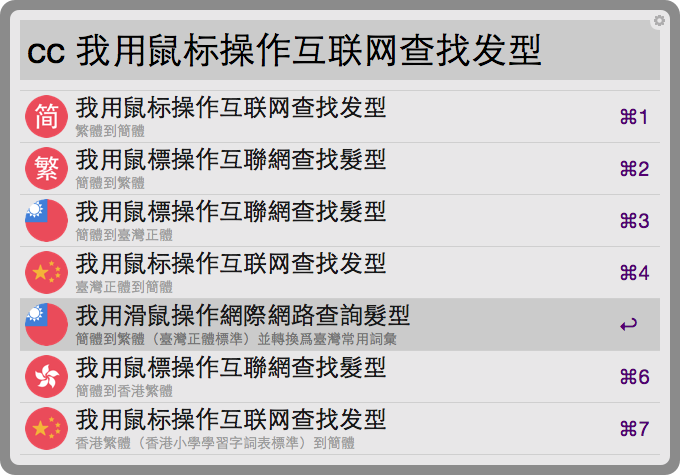 cc 我用鼠标操作互联网查找发型
简
我用鼠标操作互联网查找发型
⌘1
繁體到簡體
繁
我用鼠標操作互聯網查找髮型
⌘2
簡體到繁體
我用鼠標操作互聯網查找髮型
⌘3
簡體到臺灣正體
我用鼠标操作互联网查找发型
⌘4
臺灣正體到簡體
我用滑鼠操作網際網路查詢髮型
↩
簡體到繁體（臺灣正體標準）並轉換爲臺灣常用詞彙
我用鼠標操作互聯網查找髮型
⌘6
簡體到香港繁體
我用鼠标操作互联网查找发型
⌘7
香港繁體（香港小學學習字詞表標準）到簡體